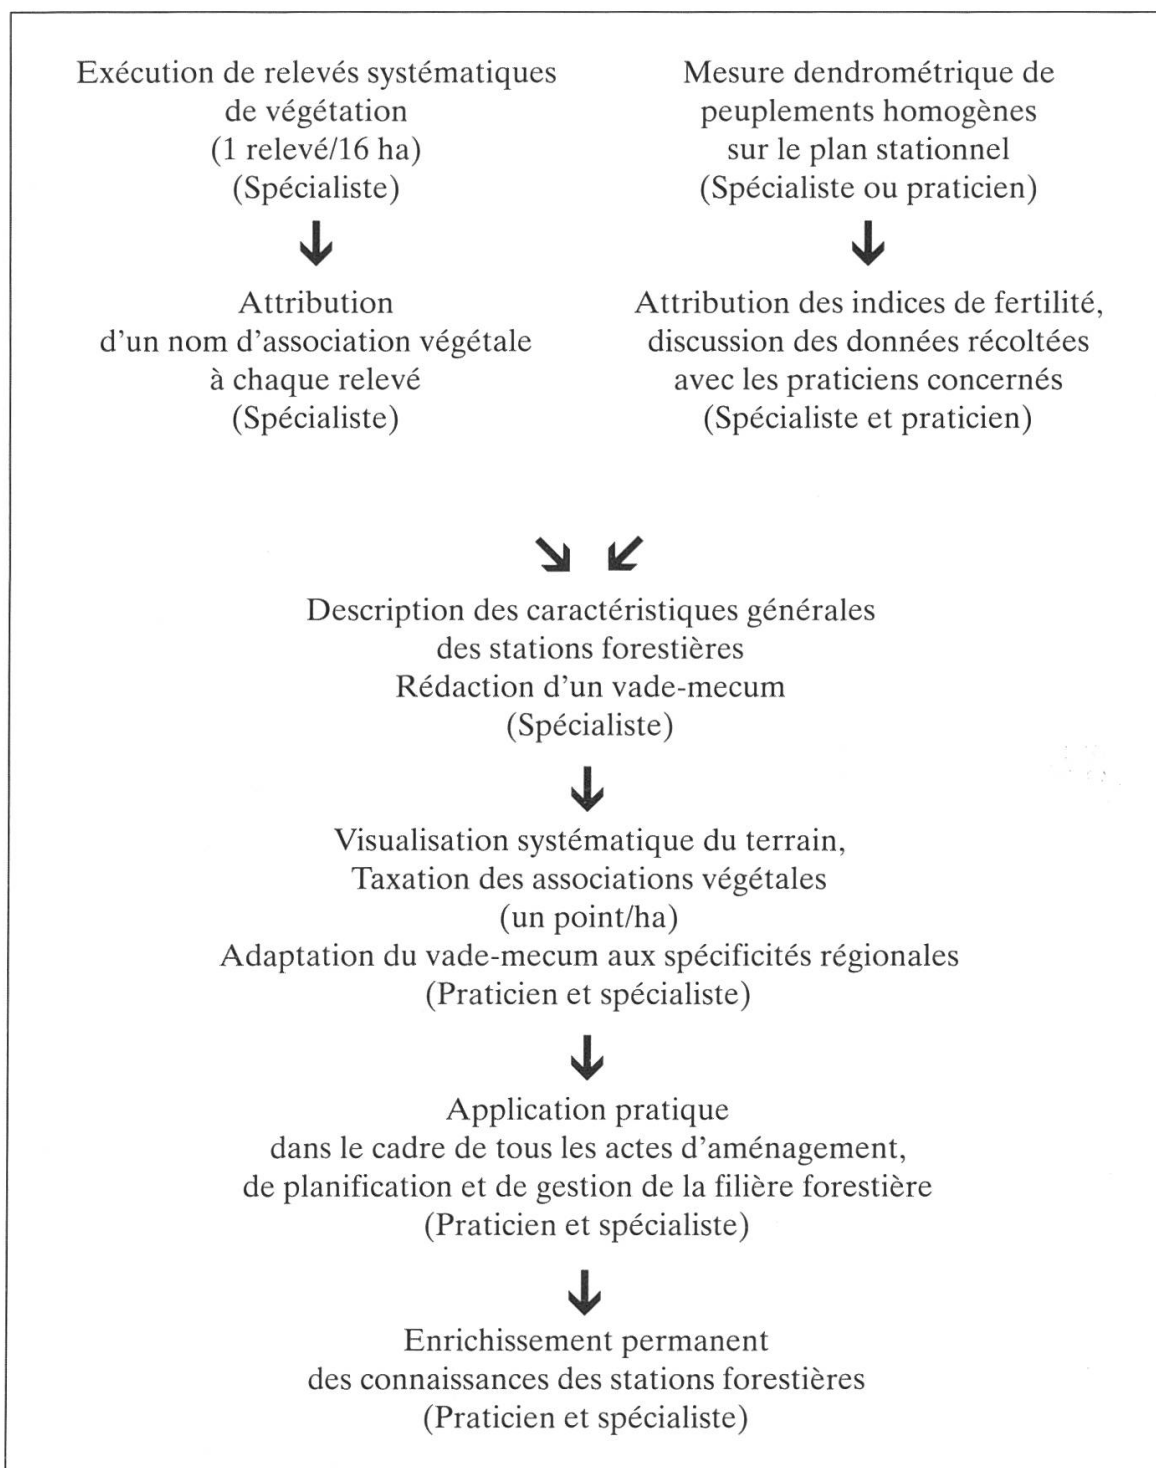 Exécution de relevés systématiques
de végétation
(1 relevé/16 ha)
(Spécialiste)
Mesure dendrométrique de
peuplements homogènes
sur le plan stationnel
(Spécialiste ou praticien)
Attribution
d'un nom d'association végétale
à chaque relevé
(Spécialiste)
Attribution des indices de fertilité,
discussion des données récoltées
avec les praticiens concernés
(Spécialiste et praticien)
Description des caractéristiques générales
des stations forestières
Rédaction d'un vade-mecum
(Spécialiste)
Visualisation systématique du terrain,
Taxation des associations végétales
(un point/ha)
Adaptation du vade-mecum aux spécificités régionales
(Praticien et spécialiste)
Application pratique
dans le cadre de tous les actes d'aménagement,
de planification et de gestion de la filière forestière
(Praticien et spécialiste)
Enrichissement permanent
des connaissances des stations forestières
(Praticien et spécialiste)